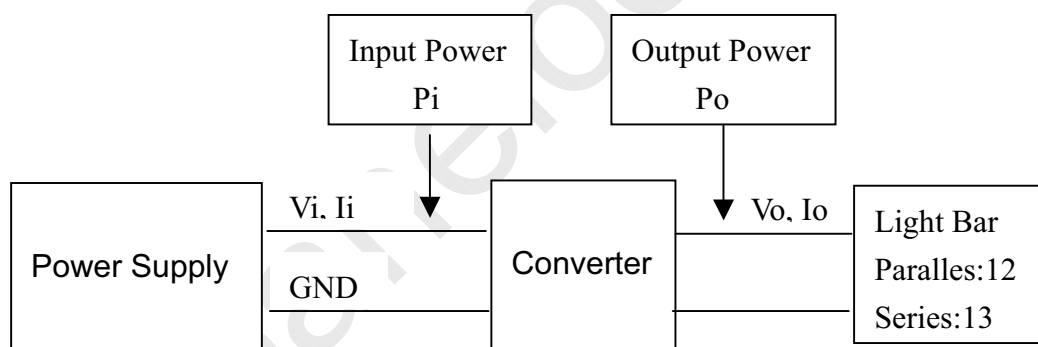 Input Power
Pi
Output Power
Po
Power Supply
Vi, Ii
GND
Converter
Vo, Io
Light Bar
Paralles:12
Series:13